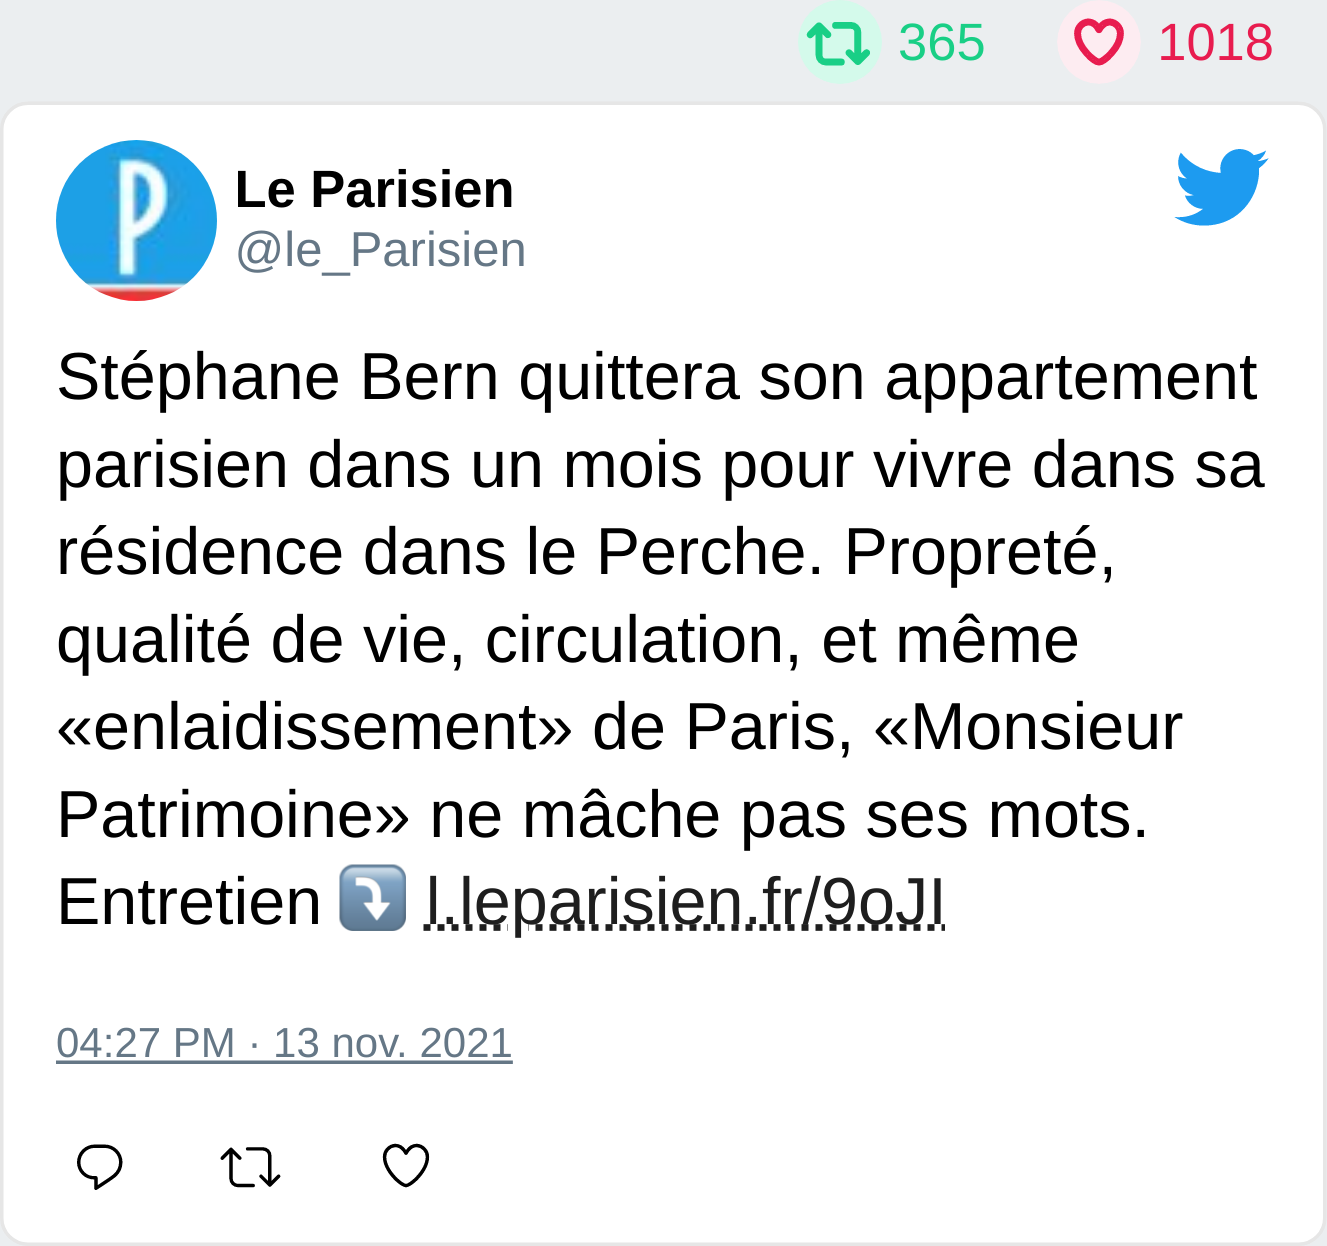 365 1018
Le Parisien
@le_Parisien
Stéphane Bern quittera son appartement
parisien dans un mois pour vivre dans sa
résidence dans le Perche. Propreté,
qualité de vie, circulation, et même
«enlaidissement» de Paris, «Monsieur
Patrimoine» ne mâche pas ses mots.
Entretien ⤵️ l.leparisien.fr/9oJI
04:27 PM · 13 nov. 2021